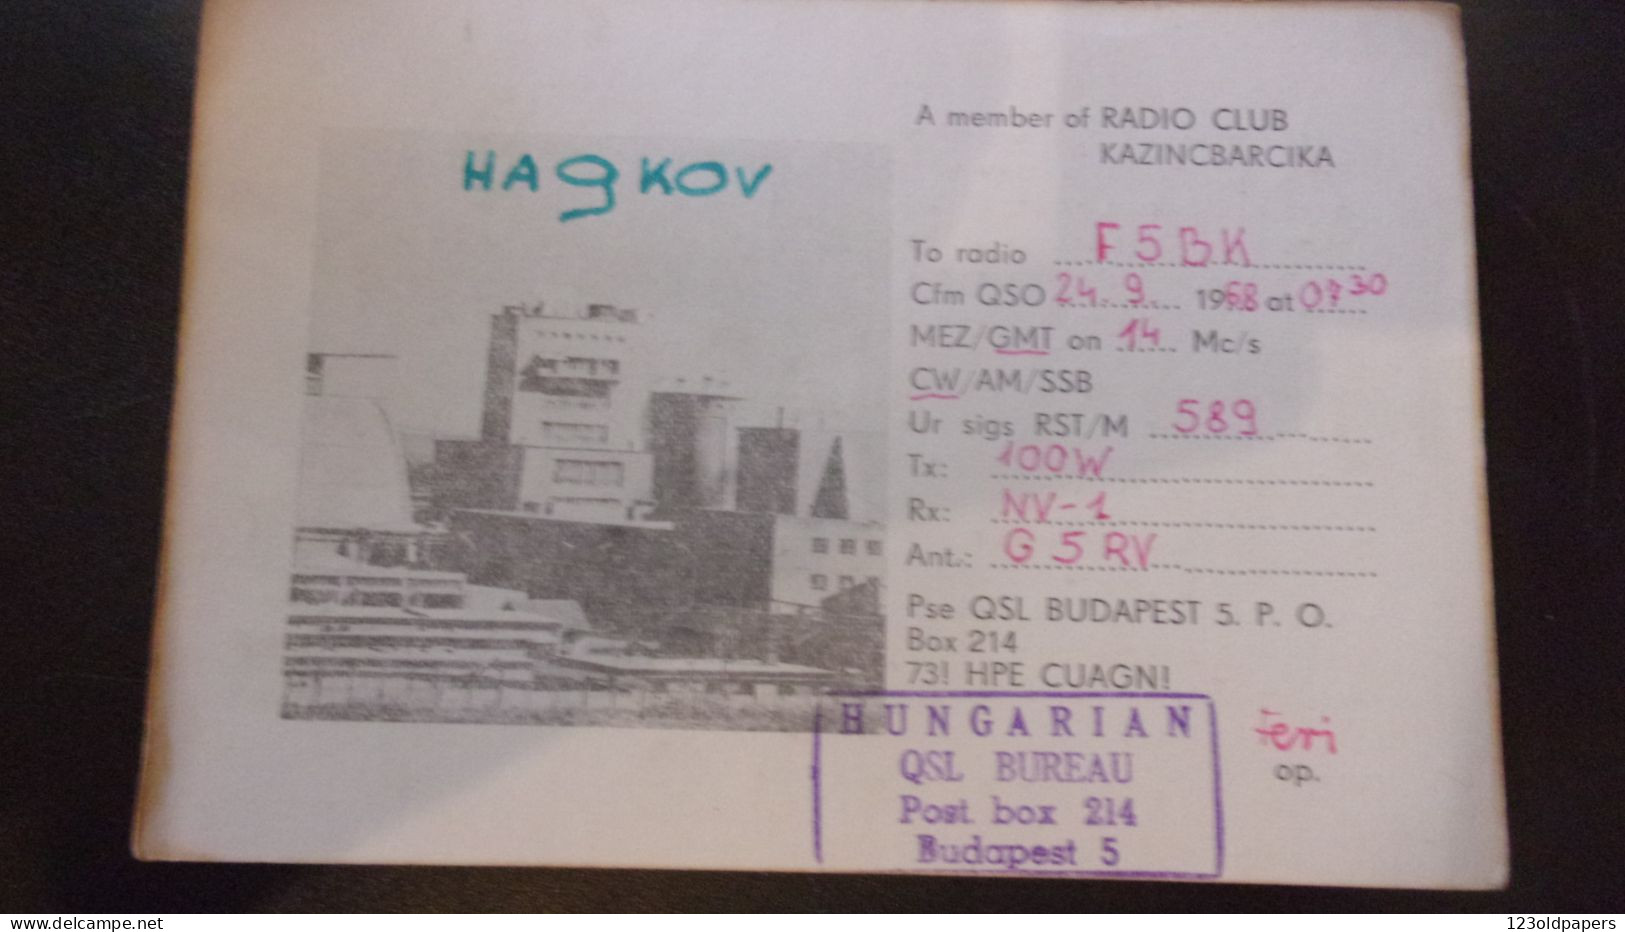 HA9KOV
A member of RADIO CLUB
KAZINCBARCIKA
To radio F5BK
Cfm QSO 24. 9. 1968 at 07 30
MEZ/GMT on 14 Mc/s
CW/AM/SSB
Ur sigs RST/M 589
Tx: 100W
Rx: NV-1
Ant.: G5RV
Pse QSL BUDAPEST 5. P. O.
Box 214
73! HPE CUAGN!
Feri
op.
HUNGARIAN
QSL BUREAU
Post box 214
Budapest 5
www.delcampe.net
123oldpapers